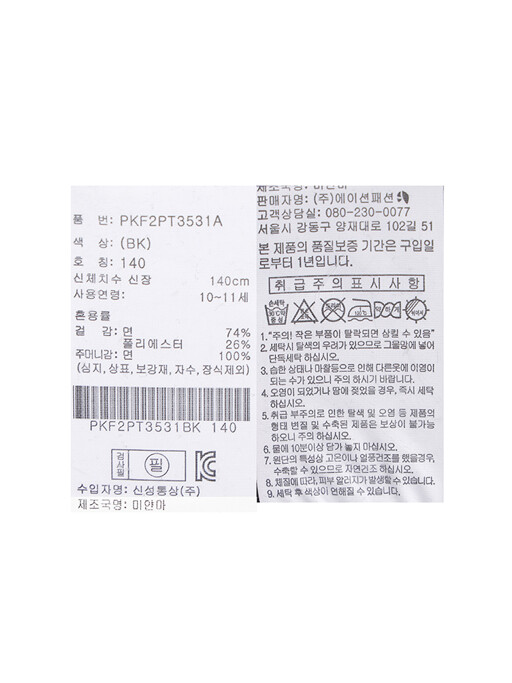 품 번: PKF2PT3531A
색 상: (BK)
호 칭: 140
신체치수 신장 140cm
사용연령: 10~11세
혼용률
겉 감: 면 74%
폴리에스터 26%
주머니감: 면 100%
(심지, 상표, 보강재, 자수, 장식제외)
PKF2PT3531BK 140
검사필 필
수입자명: 신성통상(주)
제조국명: 미얀마
제조국명: 미얀마
판매자명: (주)에이션패션
고객상담실: 080-230-0077
서울시 강동구 양재대로 102길 51
본 제품의 품질보증 기간은 구입일
로부터 1년입니다.
취급주의표시사항
손세탁 30℃ 중성
1. "주의! 작은 부품이 탈락되면 삼킬 수 있음"
2. 세탁시 탈색의 우려가 있으므로 그물망에 넣어
단독세탁 하십시오.
3. 습한 상태나 마찰등으로 인해 다른옷에 이염이
되는 수가 있으니 주의 하시기 바랍니다.
4. 오염이 되었거나 땀에 젖었을 경우, 즉시 세탁
하십시오.
5. 취급 부주의로 인한 탈색 및 오염 등 제품의
형태 변질 및 수축된 제품은 보상이 불가능
하오니 주의 하십시오.
6. 물에 10분이상 담가 놓지 마십시오.
7. 원단의 특성상 고온이나 열풍건조를 했을경우,
수축할 수 있으므로 자연건조 하십시오.
8. 체질에 따라, 피부 알러지가 발생할 수 있습니다.
9. 세탁 후 색상이 연해질 수 있습니다.